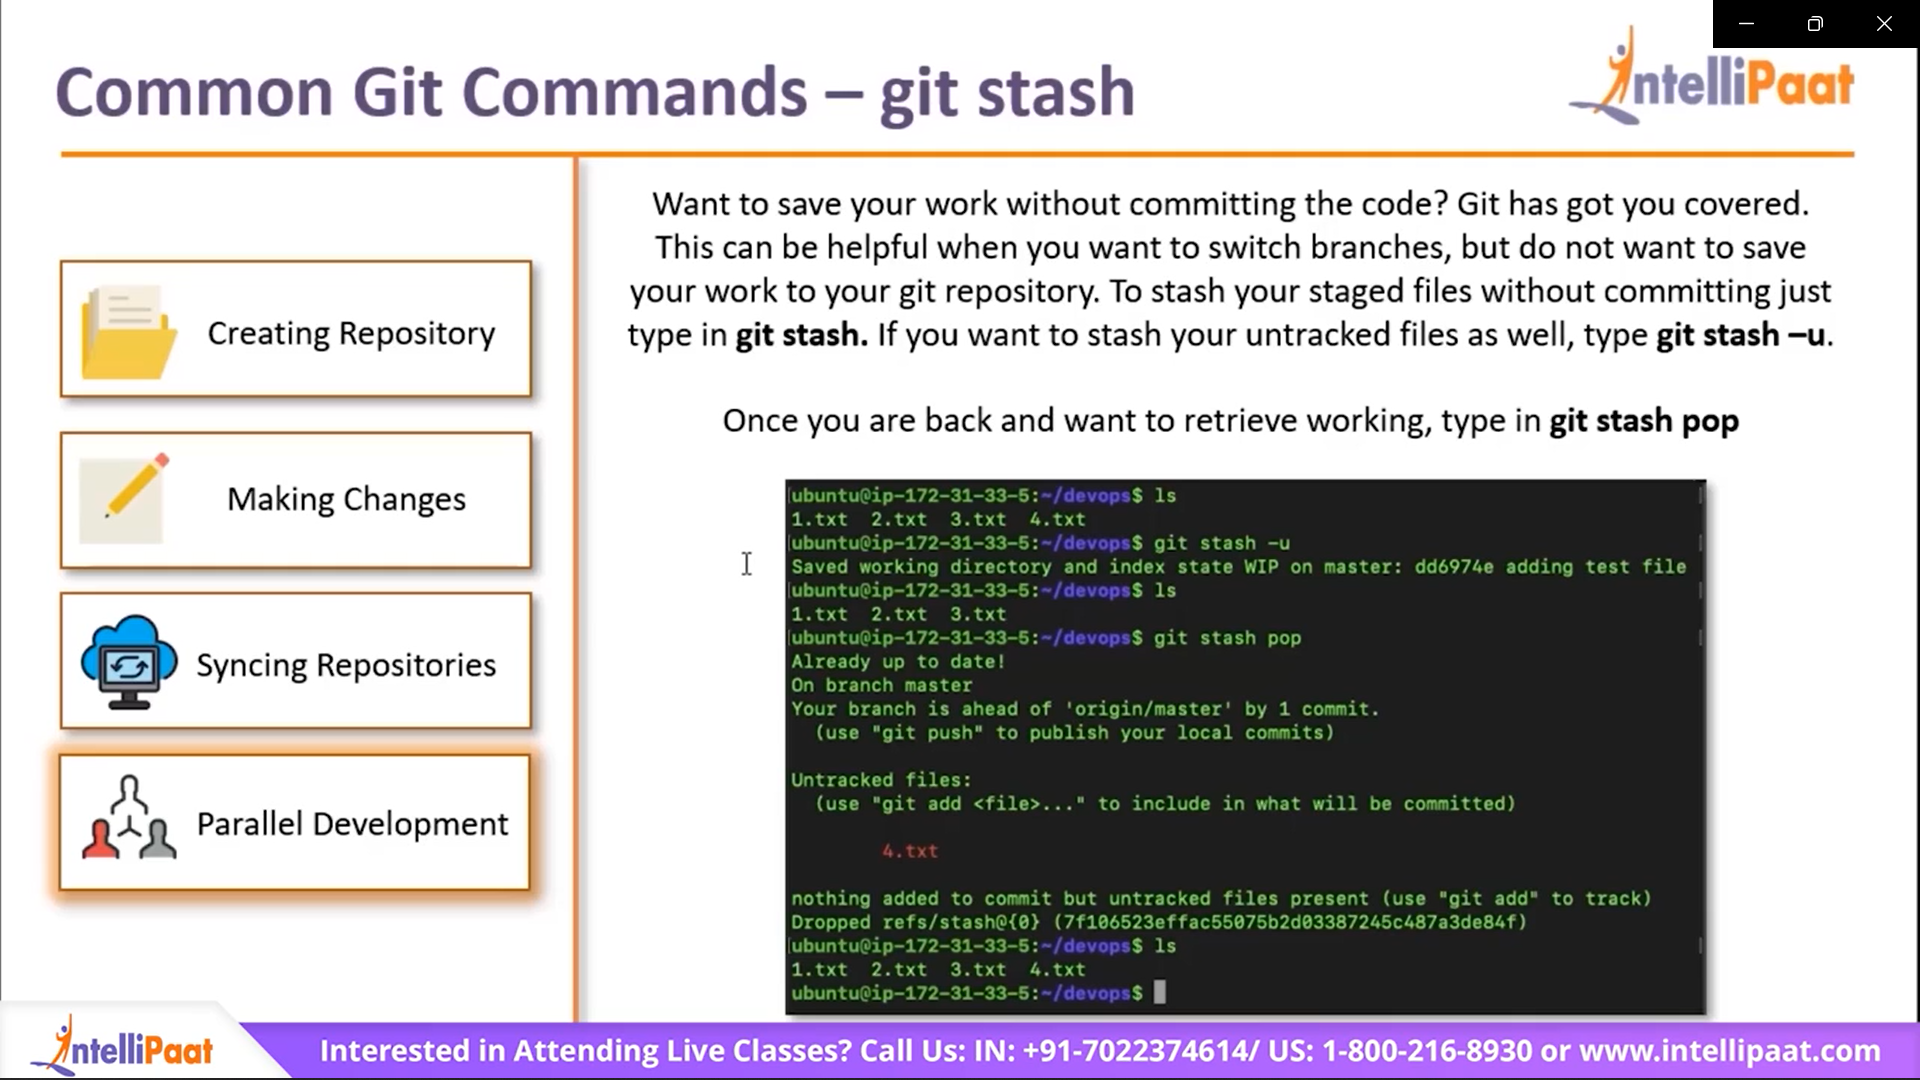 Common Git Commands – git stash
IntelliPaat
Creating Repository
Making Changes
Syncing Repositories
Parallel Development
Want to save your work without committing the code? Git has got you covered.
This can be helpful when you want to switch branches, but do not want to save
your work to your git repository. To stash your staged files without committing just
type in git stash. If you want to stash your untracked files as well, type git stash –u.
Once you are back and want to retrieve working, type in git stash pop
ubuntu@ip-172-31-33-5:~/devops$ ls
1.txt  2.txt  3.txt  4.txt
ubuntu@ip-172-31-33-5:~/devops$ git stash -u
Saved working directory and index state WIP on master: dd6974e adding test file
ubuntu@ip-172-31-33-5:~/devops$ ls
1.txt  2.txt  3.txt
ubuntu@ip-172-31-33-5:~/devops$ git stash pop
Already up to date!
On branch master
Your branch is ahead of 'origin/master' by 1 commit.
  (use "git push" to publish your local commits)
Untracked files:
  (use "git add <file>..." to include in what will be committed)
4.txt
nothing added to commit but untracked files present (use "git add" to track)
Dropped refs/stash@{0} (7f106523effac55075b2d03387245c487a3de84f)
ubuntu@ip-172-31-33-5:~/devops$ ls
1.txt  2.txt  3.txt  4.txt
ubuntu@ip-172-31-33-5:~/devops$
IntelliPaat
Interested in Attending Live Classes? Call Us: IN: +91-7022374614/ US: 1-800-216-8930 or www.intellipaat.com